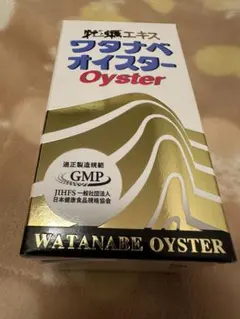 牡蠣エキス
ワタナベ
オイスター
Oyster
適正製造規範
GMP
JIHFS 一般社団法人
日本健康食品規格協会
WATANABE OYSTER